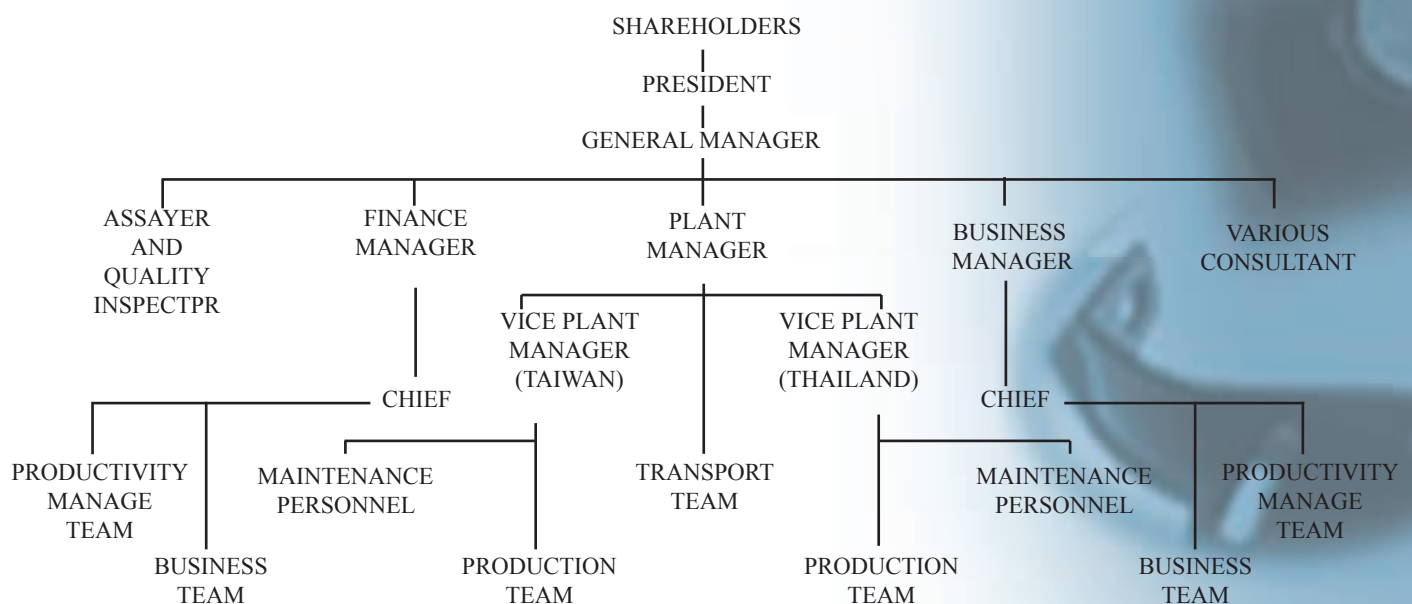 SHAREHOLDERS
PRESIDENT
GENERAL MANAGER
ASSAYER
AND
QUALITY
INSPECTPR
FINANCE
MANAGER
PLANT
MANAGER
BUSINESS
MANAGER
VARIOUS
CONSULTANT
VICE PLANT
MANAGER
(TAIWAN)
VICE PLANT
MANAGER
(THAILAND)
CHIEF
CHIEF
PRODUCTIVITY
MANAGE
TEAM
MAINTENANCE
PERSONNEL
TRANSPORT
TEAM
MAINTENANCE
PERSONNEL
PRODUCTIVITY
MANAGE
TEAM
BUSINESS
TEAM
PRODUCTION
TEAM
PRODUCTION
TEAM
BUSINESS
TEAM